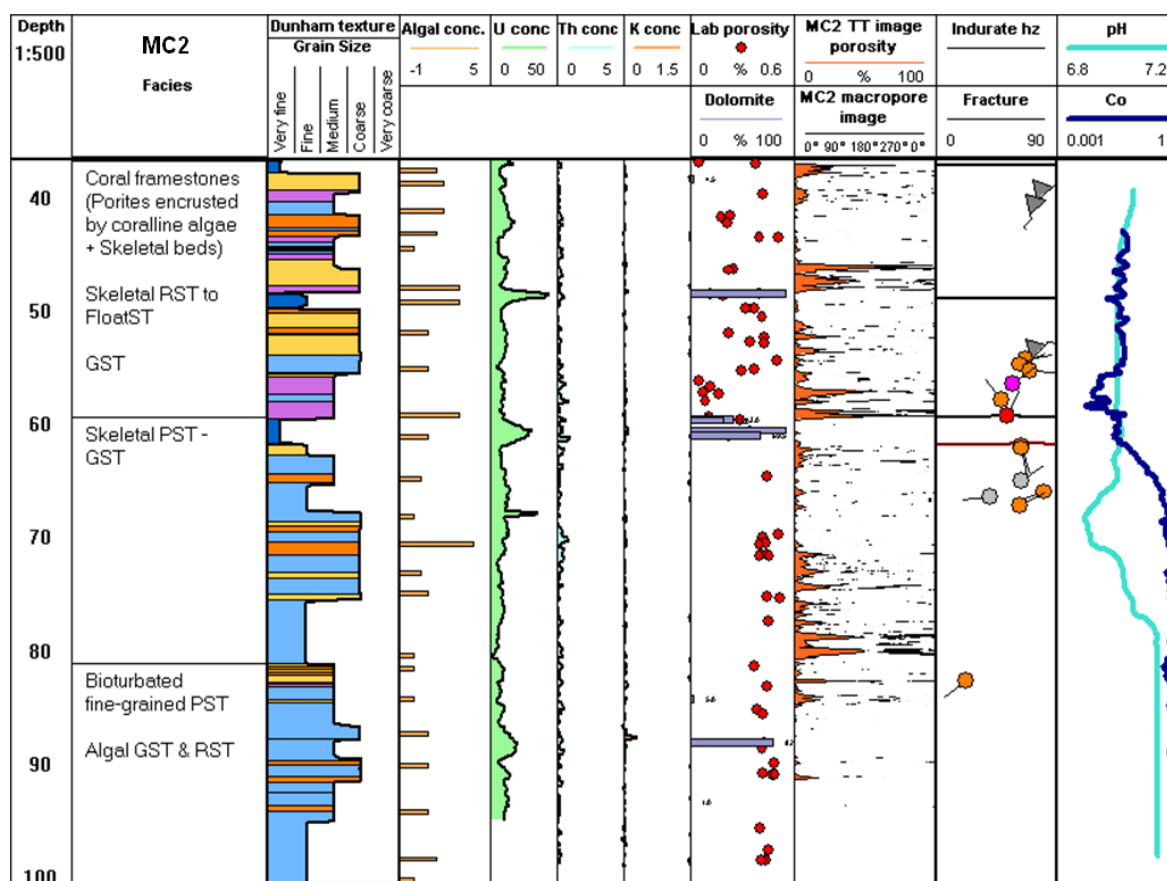 Depth
1:500
MC2
Facies
Dunham texture
Grain Size
Very fine
Fine
Medium
Coarse
Very coarse
Algal conc.
-1 5
U conc
0 50
Th conc
0 5
K conc
0 1.5
Lab porosity
0 % 0.6
Dolomite
0 % 100
MC2 TT image
porosity
0 % 100
MC2 macropore
image
0° 90° 180° 270° 0°
Indurate hz
Fracture
0 90
pH
6.8 7.2
Co
0.001 1
40
50
60
70
80
90
100
Coral framestones
(Porites encrusted
by coralline algae
+ Skeletal beds)
Skeletal RST to
FloatST
GST
Skeletal PST -
GST
Bioturbated
fine-grained PST
Algal GST & RST